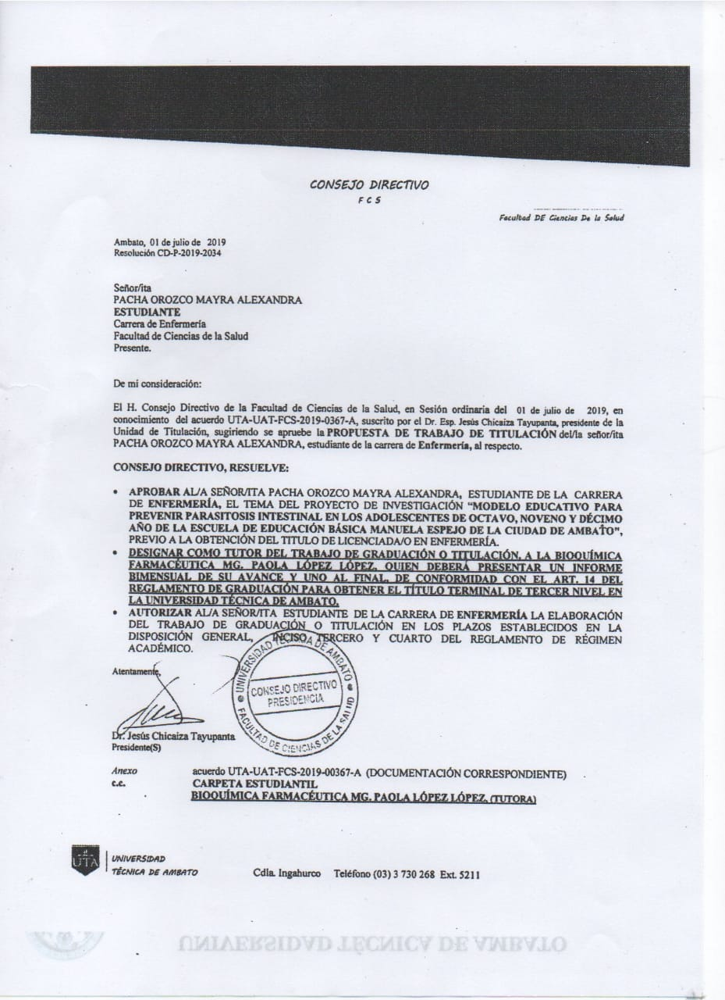 CONSEJO DIRECTIVO
F C S
Facultad DE Ciencias De la Salud
Ambato, 01 de julio de 2019
Resolución CD-P-2019-2034
Señor/ita
PACHA OROZCO MAYRA ALEXANDRA
ESTUDIANTE
Carrera de Enfermería
Facultad de Ciencias de la Salud
Presente.
De mi consideración:
El H. Consejo Directivo de la Facultad de Ciencias de la Salud, en Sesión ordinaria del 01 de julio de 2019, en
conocimiento del acuerdo UTA-UAT-FCS-2019-0367-A, suscrito por el Dr. Esp. Jesús Chicaiza Tayupanta, presidente de la
Unidad de Titulación, sugiriendo se apruebe la PROPUESTA DE TRABAJO DE TITULACIÓN del/la señor/ita
PACHA OROZCO MAYRA ALEXANDRA, estudiante de la carrera de Enfermería, al respecto.
CONSEJO DIRECTIVO, RESUELVE:
• APROBAR AL/A SEÑOR/ITA PACHA OROZCO MAYRA ALEXANDRA, ESTUDIANTE DE LA CARRERA
DE ENFERMERÍA, EL TEMA DEL PROYECTO DE INVESTIGACIÓN "MODELO EDUCATIVO PARA
PREVENIR PARASITOSIS INTESTINAL EN LOS ADOLESCENTES DE OCTAVO, NOVENO Y DÉCIMO
AÑO DE LA ESCUELA DE EDUCACIÓN BÁSICA MANUELA ESPEJO DE LA CIUDAD DE AMBATO",
PREVIO A LA OBTENCIÓN DEL TITULO DE LICENCIADA/O EN ENFERMERÍA.
• DESIGNAR COMO TUTOR DEL TRABAJO DE GRADUACIÓN O TITULACIÓN, A LA BIOQUÍMICA
FARMACÉUTICA MG. PAOLA LÓPEZ LÓPEZ, QUIEN DEBERÁ PRESENTAR UN INFORME
BIMENSUAL DE SU AVANCE Y UNO AL FINAL, DE CONFORMIDAD CON EL ART. 14 DEL
REGLAMENTO DE GRADUACIÓN PARA OBTENER EL TÍTULO TERMINAL DE TERCER NIVEL EN
LA UNIVERSIDAD TÉCNICA DE AMBATO.
• AUTORIZAR AL/A SEÑOR/ITA ESTUDIANTE DE LA CARRERA DE ENFERMERÍA LA ELABORACIÓN
DEL TRABAJO DE GRADUACIÓN O TITULACIÓN EN LOS PLAZOS ESTABLECIDOS EN LA
DISPOSICIÓN GENERAL, INCISO TERCERO Y CUARTO DEL REGLAMENTO DE RÉGIMEN
ACADÉMICO.
Atentamente,
UNIVERSIDAD TÉCNICA DE AMBATO
CONSEJO DIRECTIVO
PRESIDENCIA
FACULTAD DE CIENCIAS DE LA SALUD
Dr. Jesús Chicaiza Tayupanta
Presidente(S)
Anexo acuerdo UTA-UAT-FCS-2019-00367-A (DOCUMENTACIÓN CORRESPONDIENTE)
c.c. CARPETA ESTUDIANTIL
BIOQUÍMICA FARMACÉUTICA MG. PAOLA LÓPEZ LÓPEZ. (TUTORA)
UTA
UNIVERSIDAD
TÉCNICA DE AMBATO
Cdla. Ingahurco Teléfono (03) 3 730 268 Ext. 5211
UNIVERSIDAD TÉCNICA DE AMBATO